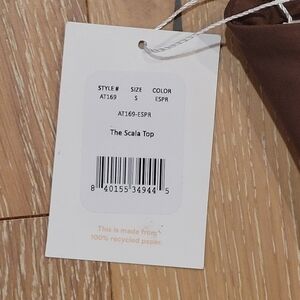 STYLE # SIZE COLOR
AT169 S ESPR
AT169-ESPR
The Scala Top
8 40155 34944 5
This is made from
100% recycled paper.